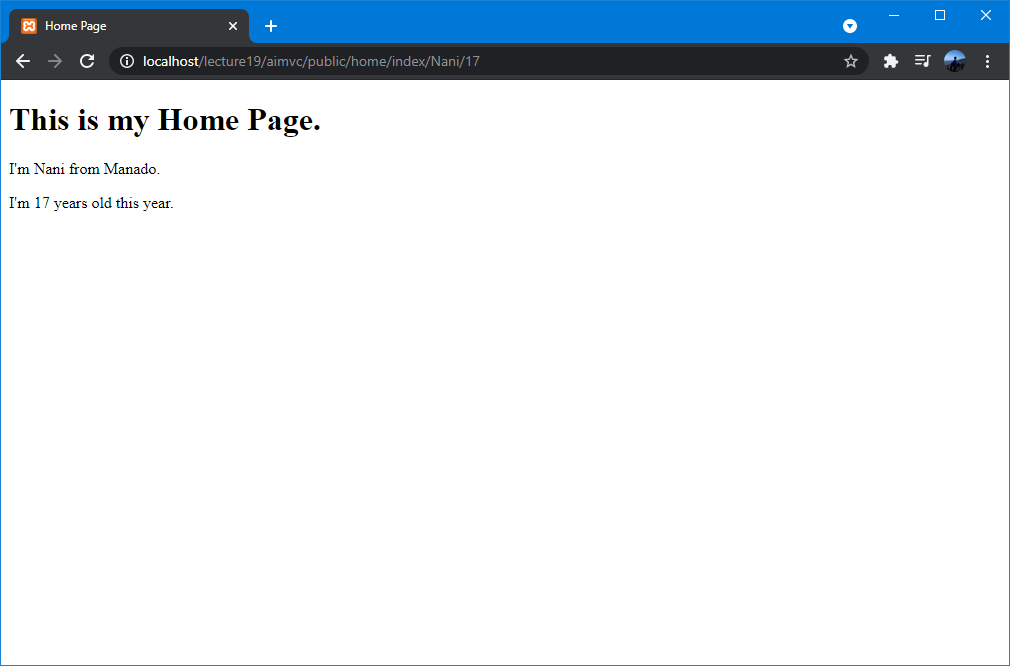 Home Page
localhost/lecture19/aimvc/public/home/index/Nani/17
This is my Home Page.
I'm Nani from Manado.
I'm 17 years old this year.